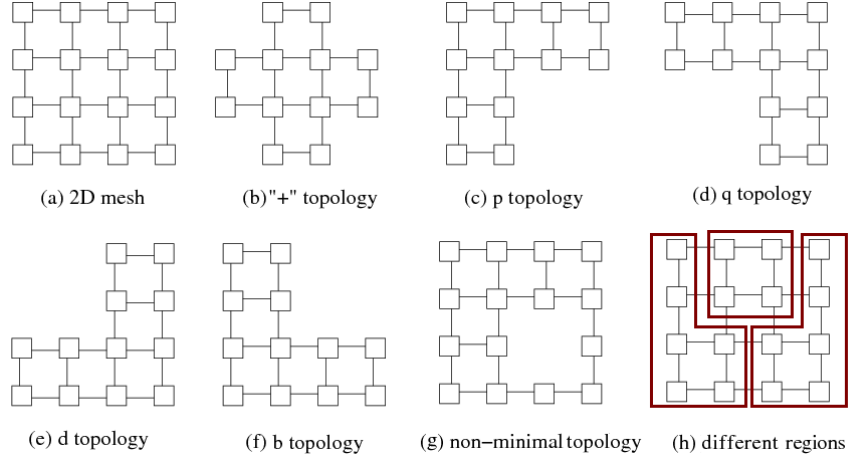 (a) 2D mesh
(b)"+" topology
(c) p topology
(d) q topology
(e) d topology
(f) b topology
(g) non-minimal topology
(h) different regions